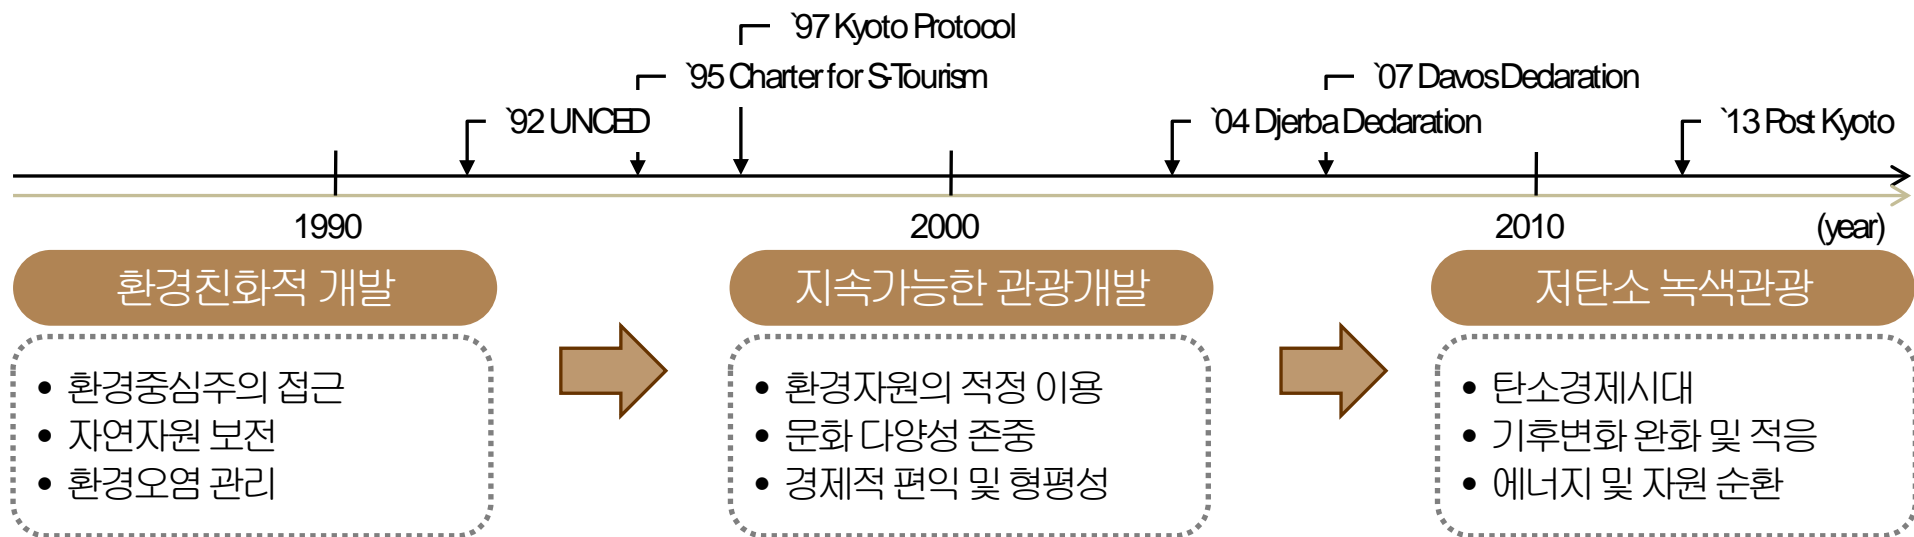 `97 Kyoto Protocol
`95 Charter for S-Tourism
`07 Davos Declaration
`92 UNCED
`04 Djerba Declaration
`13 Post Kyoto
1990
2000
2010
(year)
환경친화적 개발
지속가능한 관광개발
저탄소 녹색관광
• 환경중심주의 접근
• 자연자원 보전
• 환경오염 관리
• 환경자원의 적정 이용
• 문화 다양성 존중
• 경제적 편익 및 형평성
• 탄소경제시대
• 기후변화 완화 및 적응
• 에너지 및 자원 순환